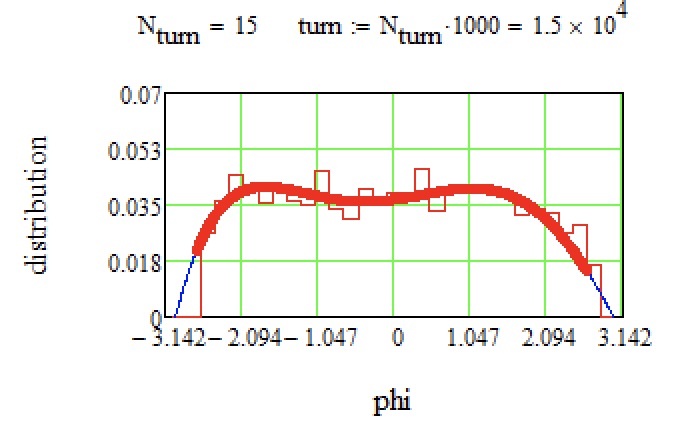 N_turn = 15    turn := N_turn·1000 = 1.5 × 10^4
0.07
0.053
0.035
0.018
0
distribution
−3.142 −2.094 −1.047 0 1.047 2.094 3.142
phi